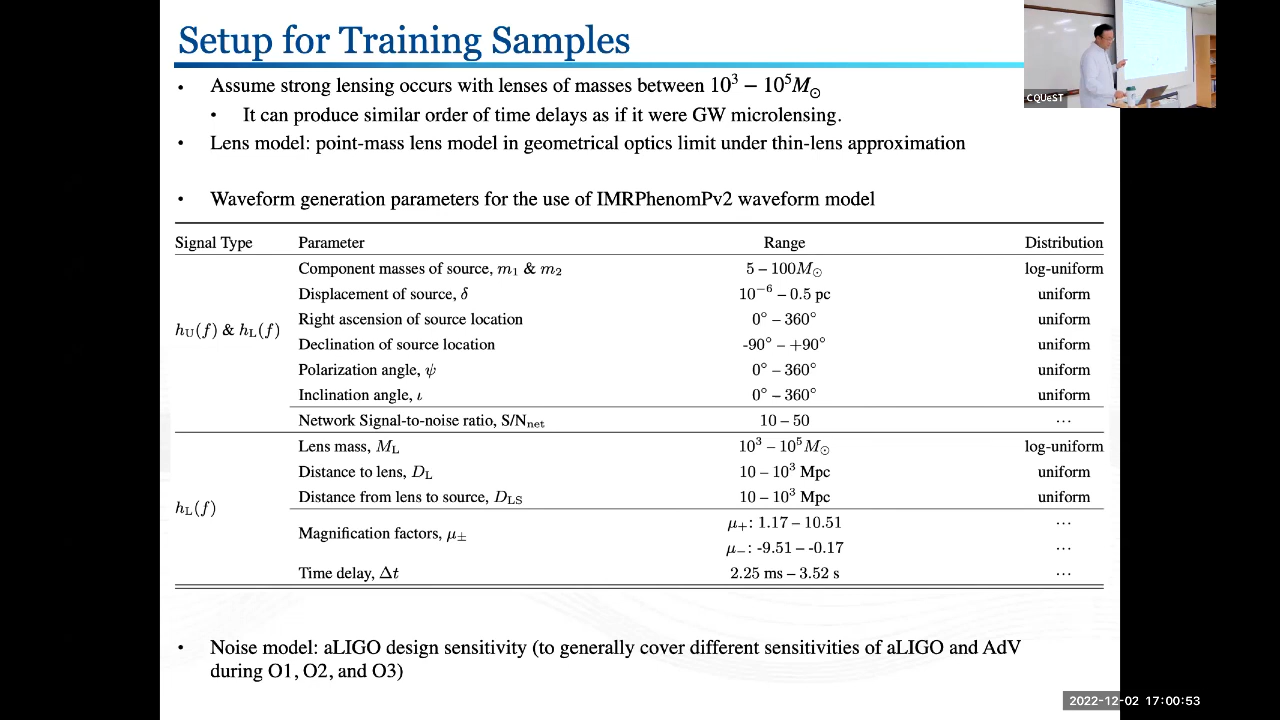 Setup for Training Samples
CQUeST
• Assume strong lensing occurs with lenses of masses between 10³ − 10⁵M⊙
• It can produce similar order of time delays as if it were GW microlensing.
• Lens model: point-mass lens model in geometrical optics limit under thin-lens approximation
• Waveform generation parameters for the use of IMRPhenomPv2 waveform model
Signal Type Parameter Range Distribution
Component masses of source, m₁ & m₂ 5 – 100M⊙ log-uniform
Displacement of source, δ 10⁻⁶ – 0.5 pc uniform
Right ascension of source location 0° – 360° uniform
hU(f) & hL(f)
Declination of source location -90° – +90° uniform
Polarization angle, ψ 0° – 360° uniform
Inclination angle, ι 0° – 360° uniform
Network Signal-to-noise ratio, S/Nnet 10 – 50 ⋯
Lens mass, ML 10³ – 10⁵M⊙ log-uniform
Distance to lens, DL 10 – 10³ Mpc uniform
Distance from lens to source, DLS 10 – 10³ Mpc uniform
hL(f)
Magnification factors, μ± μ₊: 1.17 – 10.51 ⋯
μ₋: -9.51 – -0.17 ⋯
Time delay, Δt 2.25 ms – 3.52 s ⋯
• Noise model: aLIGO design sensitivity (to generally cover different sensitivities of aLIGO and AdV
during O1, O2, and O3)
2022-12-02 17:00:53